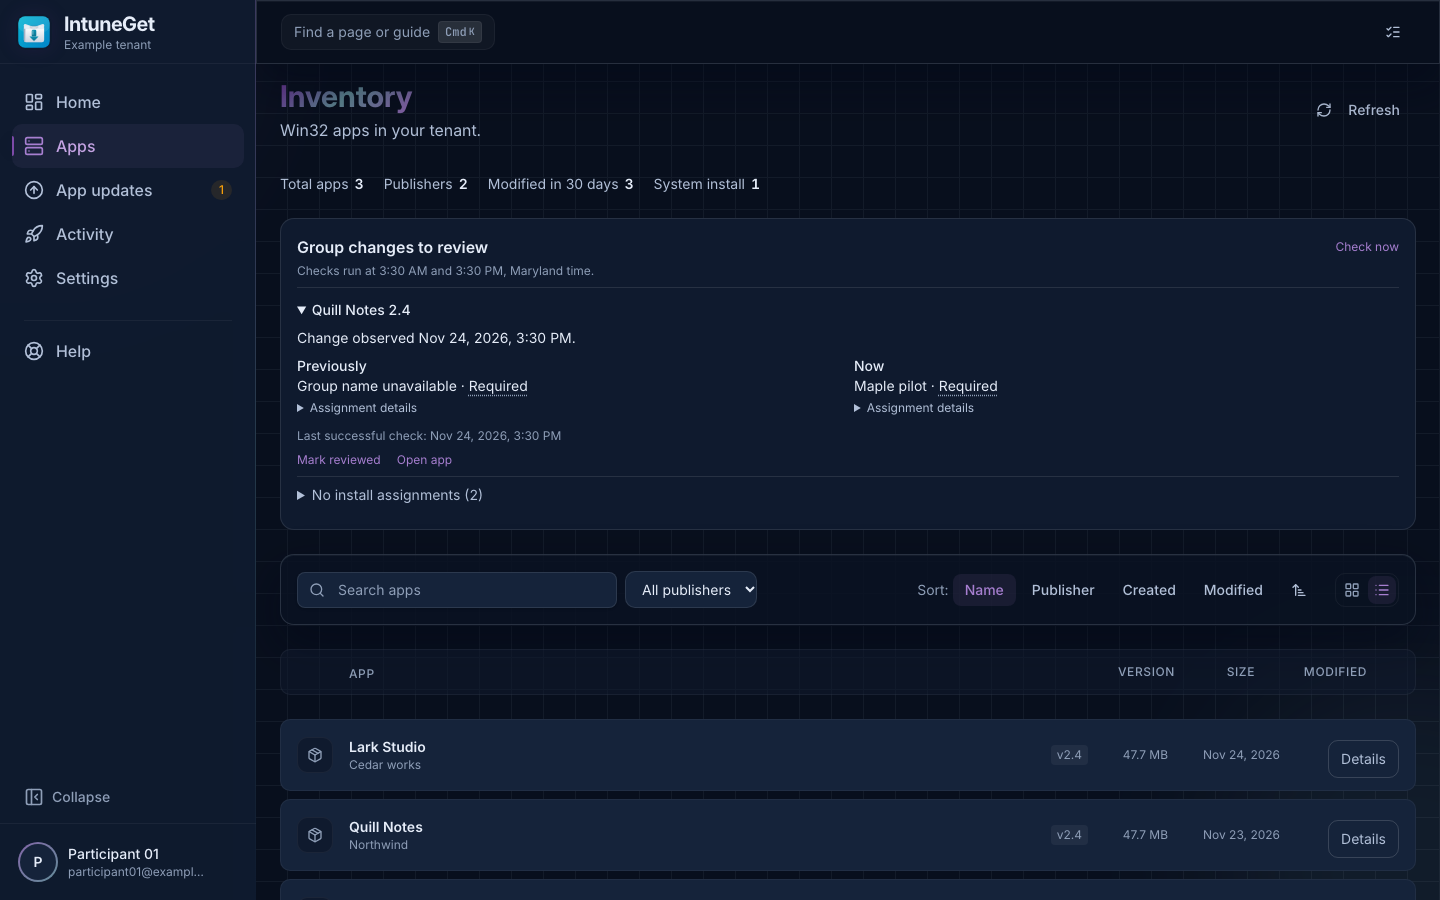 IntuneGet
Example tenant
Home
Apps
App updates 1
Activity
Settings
Help
Collapse
P
Participant 01
participant01@exampl...
Find a page or guide Cmd K
Inventory
Win32 apps in your tenant.
Refresh
Total apps 3 Publishers 2 Modified in 30 days 3 System install 1
Group changes to review
Check now
Checks run at 3:30 AM and 3:30 PM, Maryland time.
Quill Notes 2.4
Change observed Nov 24, 2026, 3:30 PM.
Previously
Group name unavailable · Required
Assignment details
Now
Maple pilot · Required
Assignment details
Last successful check: Nov 24, 2026, 3:30 PM
Mark reviewed Open app
No install assignments (2)
Search apps
All publishers
Sort: Name Publisher Created Modified
APP VERSION SIZE MODIFIED
Lark Studio
Cedar works
v2.4 47.7 MB Nov 24, 2026 Details
Quill Notes
Northwind
v2.4 47.7 MB Nov 23, 2026 Details